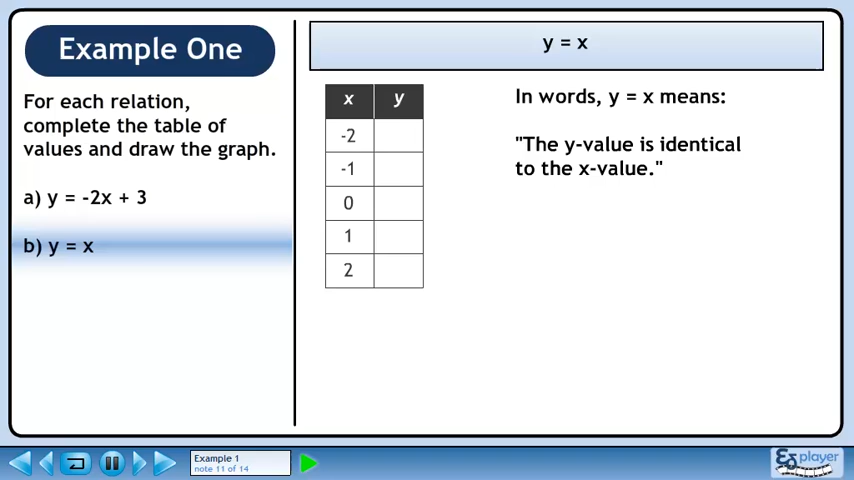 Example One
For each relation,
complete the table of
values and draw the graph.
a) y = -2x + 3
b) y = x
y = x
x y
-2
-1
0
1
2
In words, y = x means:
"The y-value is identical
to the x-value."
Example 1
note 11 of 14
player